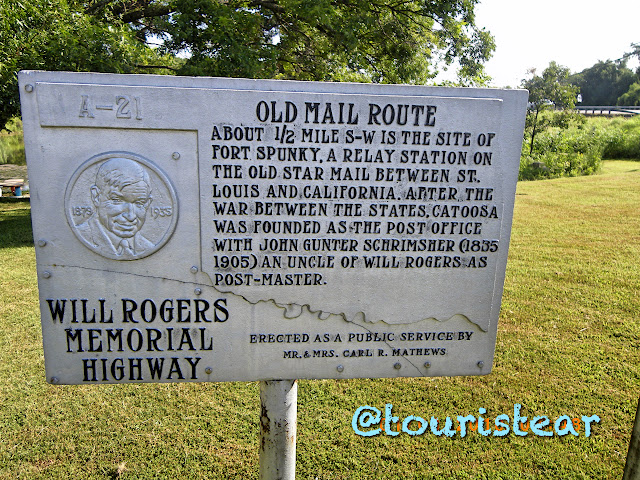 A-21
OLD MAIL ROUTE
ABOUT 1/2 MILE S-W IS THE SITE OF
FORT SPUNKY, A RELAY STATION ON
THE OLD STAR MAIL BETWEEN ST.
LOUIS AND CALIFORNIA. AFTER THE
WAR BETWEEN THE STATES, CATOOSA
WAS FOUNDED AS THE POST OFFICE
WITH JOHN GUNTER SCHRIMSHER (1835
1905) AN UNCLE OF WILL ROGERS AS
POST-MASTER.
1879 1935
WILL ROGERS
MEMORIAL
HIGHWAY
ERECTED AS A PUBLIC SERVICE BY
MR. & MRS. CARL R. MATHEWS
@touristear